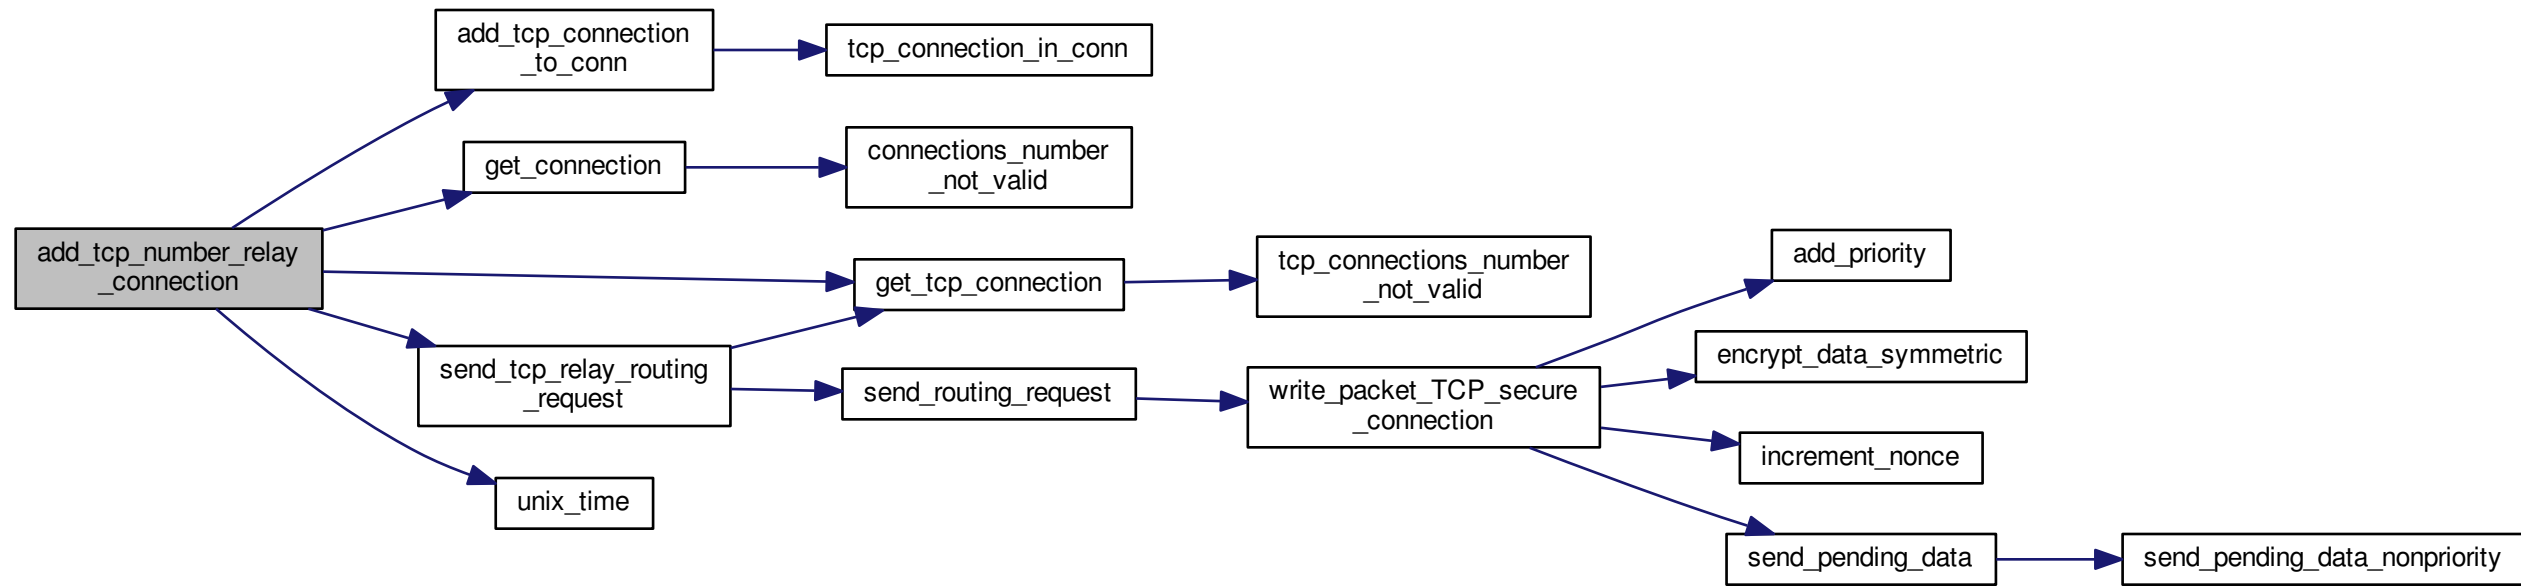 add_tcp_number_relay
_connection
add_tcp_connection
_to_conn
tcp_connection_in_conn
get_connection
connections_number
_not_valid
get_tcp_connection
tcp_connections_number
_not_valid
send_tcp_relay_routing
_request
send_routing_request
write_packet_TCP_secure
_connection
add_priority
encrypt_data_symmetric
increment_nonce
send_pending_data
send_pending_data_nonpriority
unix_time